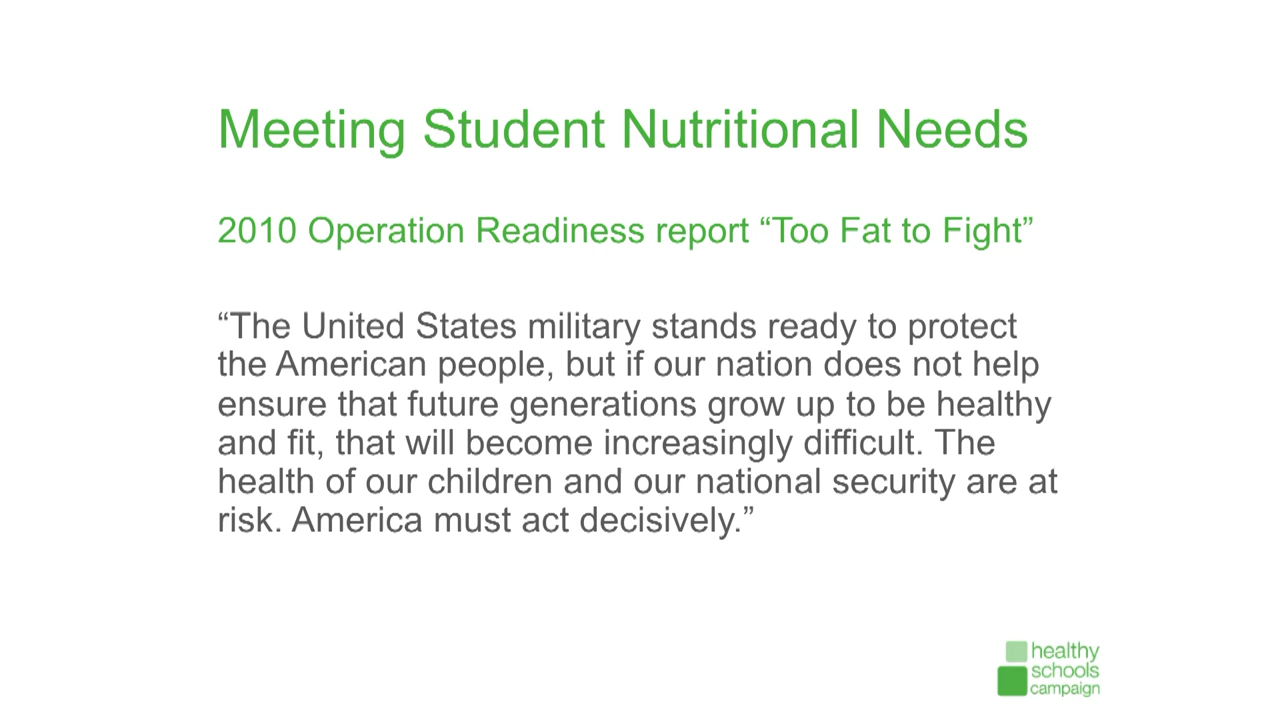 Meeting Student Nutritional Needs
2010 Operation Readiness report “Too Fat to Fight”
“The United States military stands ready to protect
the American people, but if our nation does not help
ensure that future generations grow up to be healthy
and fit, that will become increasingly difficult. The
health of our children and our national security are at
risk. America must act decisively.”
healthy
schools
campaign